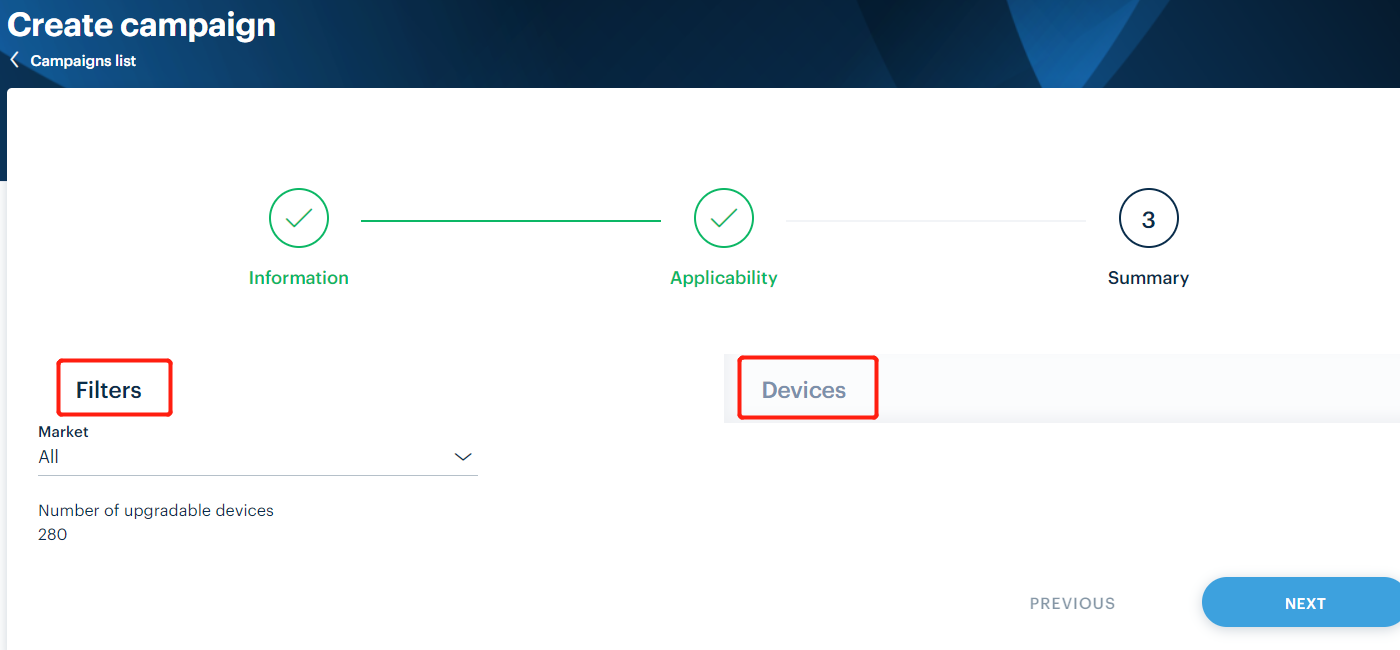 Create campaign
Campaigns list
3
Information
Applicability
Summary
Filters
Devices
Market
All
Number of upgradable devices
280
PREVIOUS
NEXT